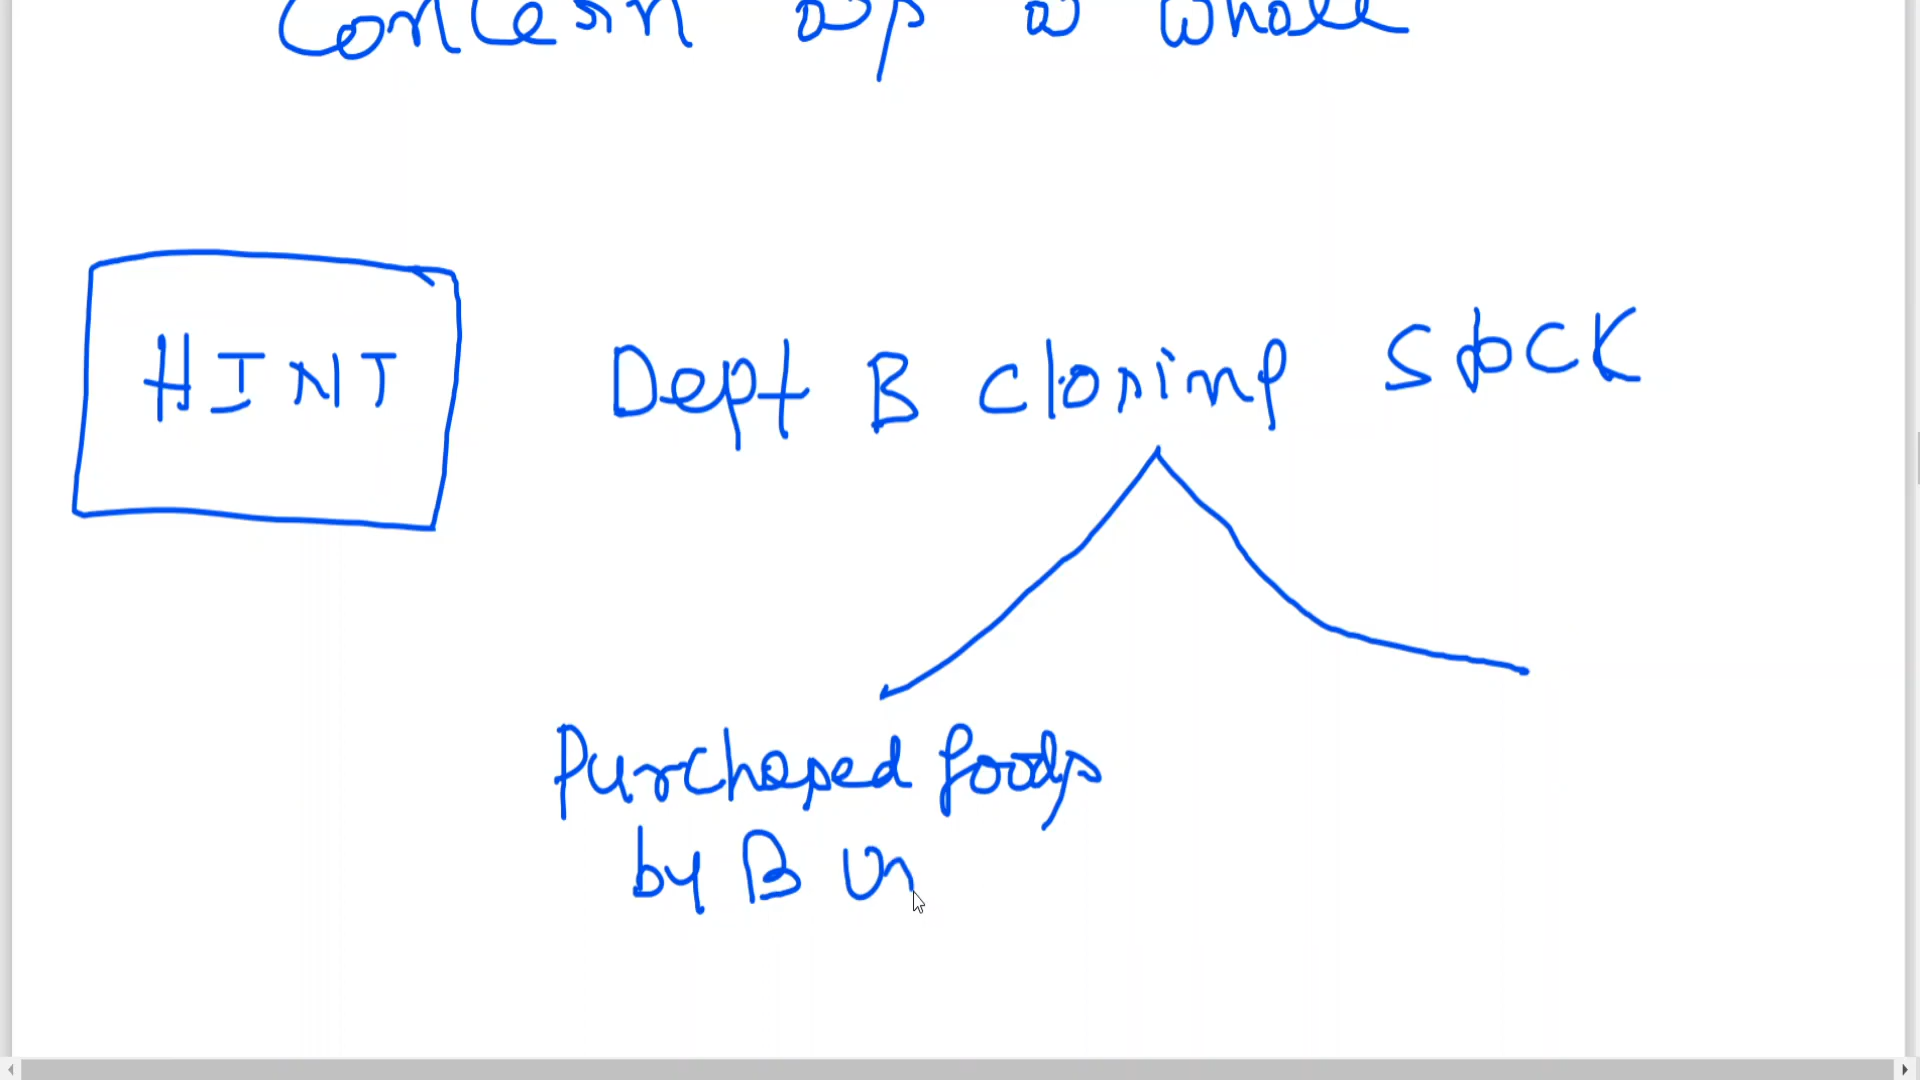 Concern as a whole
HINT
Dept B closing stock
Purchased goods
by B un